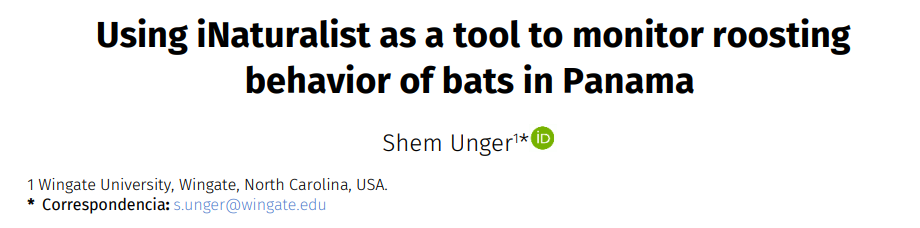 Using iNaturalist as a tool to monitor roosting
behavior of bats in Panama
Shem Unger¹* iD
1 Wingate University, Wingate, North Carolina, USA.
* Correspondencia: s.unger@wingate.edu